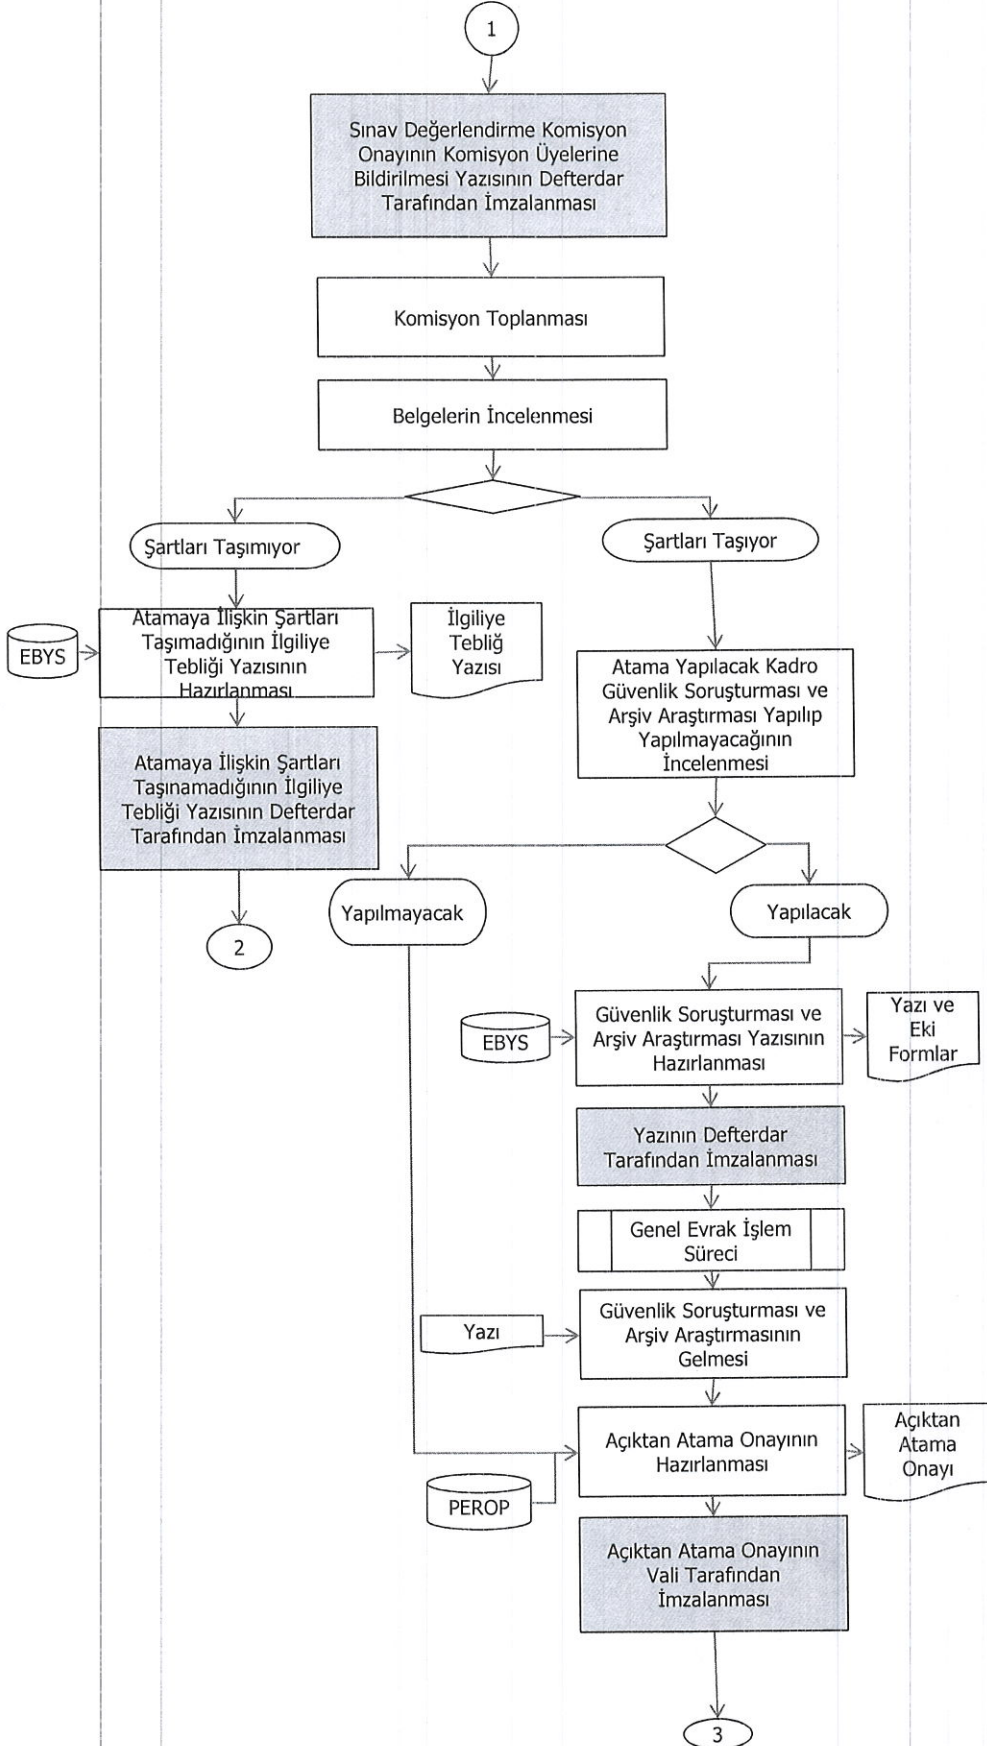 1
Sınav Değerlendirme Komisyon
Onayının Komisyon Üyelerine
Bildirilmesi Yazısının Defterdar
Tarafından İmzalanması
Komisyon Toplanması
Belgelerin İncelenmesi
Şartları Taşımıyor
Şartları Taşıyor
EBYS
Atamaya İlişkin Şartları
Taşımadığının İlgiliye
Tebliği Yazısının
Hazırlanması
İlgiliye
Tebliğ
Yazısı
Atama Yapılacak Kadro
Güvenlik Soruşturması ve
Arşiv Araştırması Yapılıp
Yapılmayacağının
İncelenmesi
Atamaya İlişkin Şartları
Taşınamadığının İlgiliye
Tebliği Yazısının Defterdar
Tarafından İmzalanması
2
Yapılmayacak
Yapılacak
EBYS
Güvenlik Soruşturması ve
Arşiv Araştırması Yazısının
Hazırlanması
Yazı ve
Eki
Formlar
Yazının Defterdar
Tarafından İmzalanması
Genel Evrak İşlem
Süreci
Yazı
Güvenlik Soruşturması ve
Arşiv Araştırmasının
Gelmesi
Açıktan Atama Onayının
Hazırlanması
Açıktan
Atama
Onayı
PEROP
Açıktan Atama Onayının
Vali Tarafından
İmzalanması
3